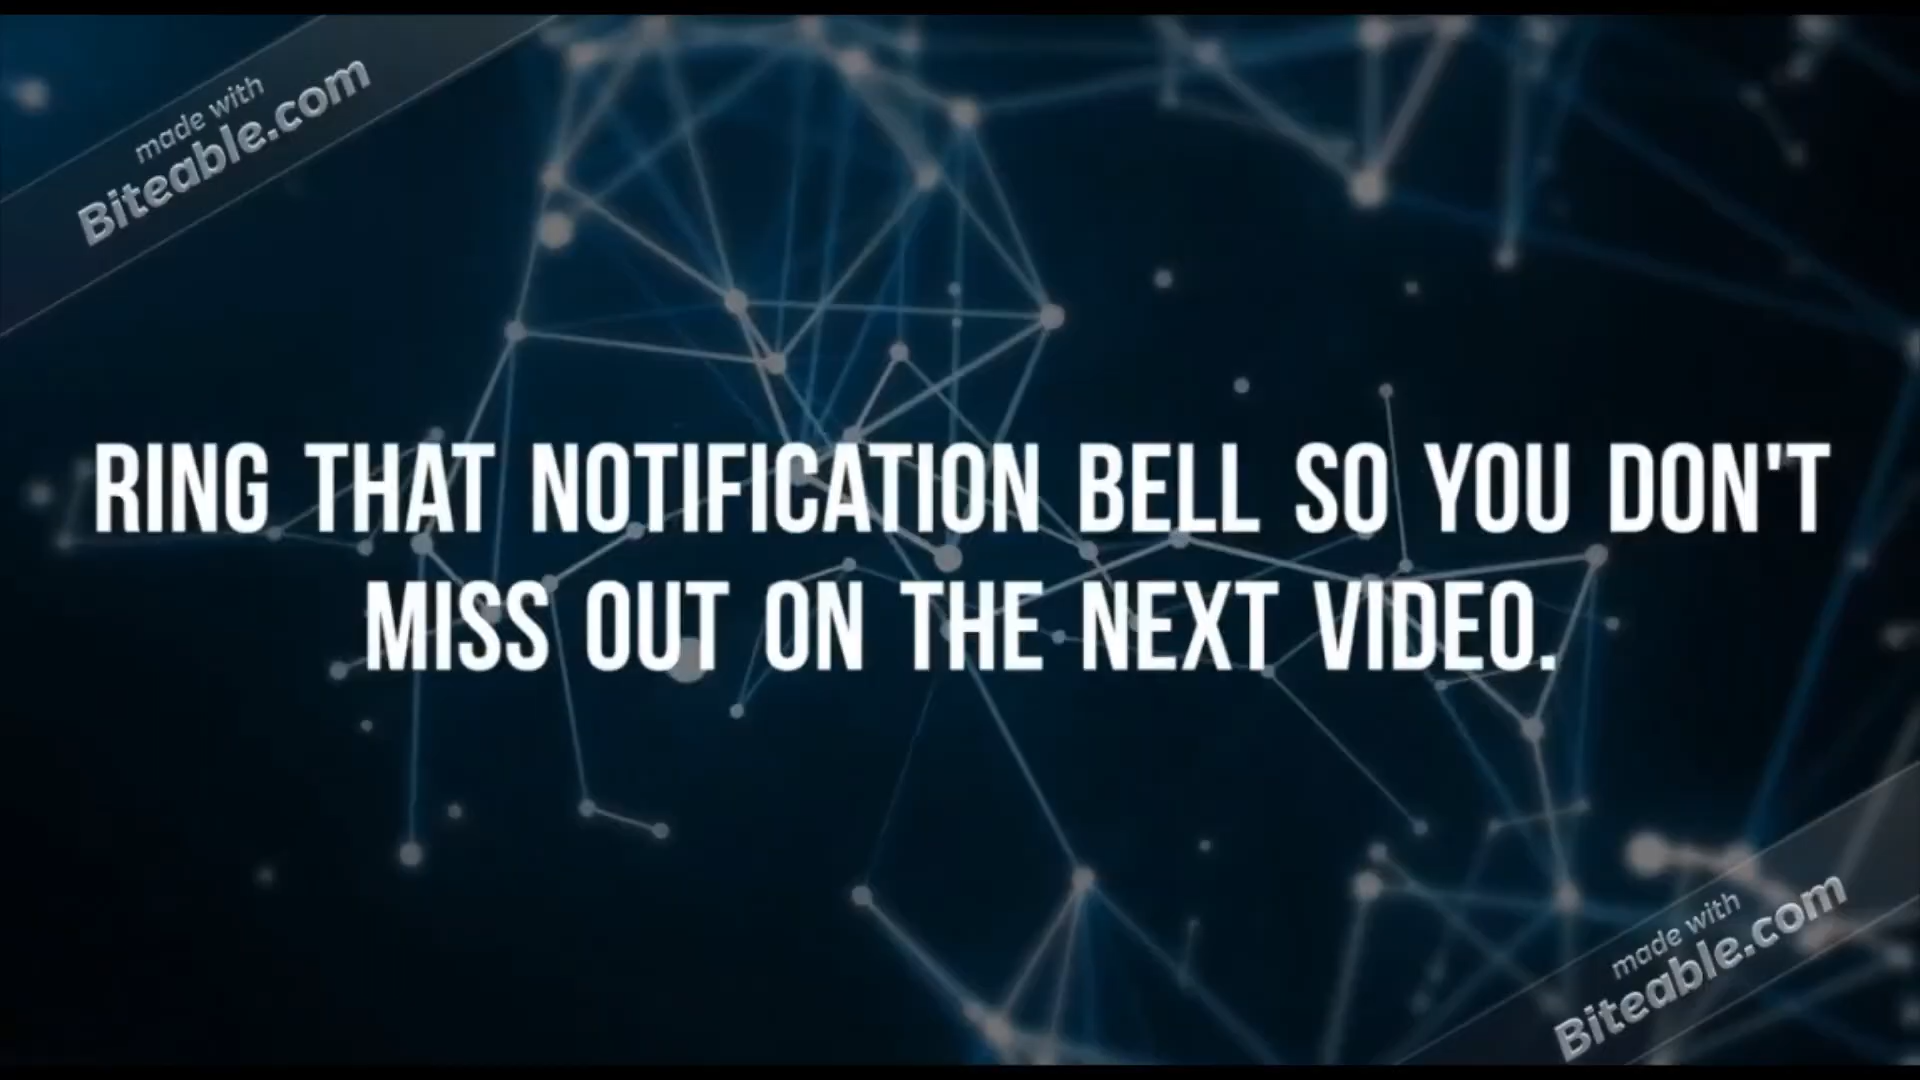 made with
Biteable.com
RING THAT NOTIFICATION BELL SO YOU DON'T
MISS OUT ON THE NEXT VIDEO.
made with
Biteable.com